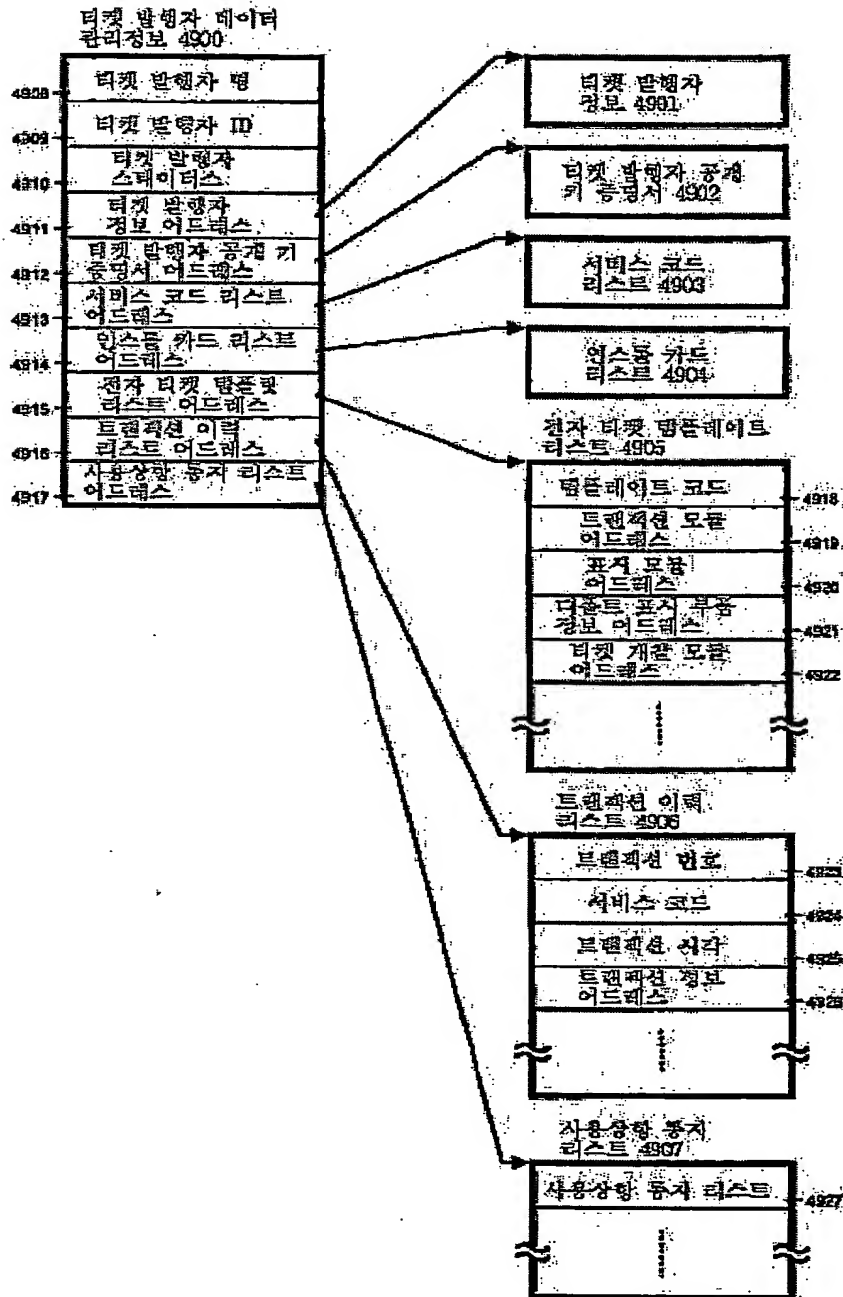 티켓 발행자 데이터
관리정보 4900
티켓 발행자 명
4908
티켓 발행자 ID
4909
티켓 발행자
스테이터스
4910
티켓 발행자
정보 어드레스
4911
티켓 발행자 공개 키
증명서 어드레스
4912
서비스 코드 리스트
어드레스
4913
인스톨 카드 리스트
어드레스
4914
전자 티켓 템플릿
리스트 어드레스
4915
트랜잭션 이력
리스트 어드레스
4916
사용상황 통지 리스트
어드레스
4917
티켓 발행자
정보 4901
티켓 발행자 공개
키 증명서 4902
서비스 코드
리스트 4903
인스톨 카드
리스트 4904
전자 티켓 템플레이트
리스트 4905
템플레이트 코드
4918
트랜잭션 모듈
어드레스
4919
표시 모듈
어드레스
4920
디폴트 표시 부품
정보 어드레스
4921
티켓 개찰 모듈
어드레스
4922
트랜잭션 이력
리스트 4906
트랜잭션 번호
4923
서비스 코드
4924
트랜잭션 시각
4925
트랜잭션 정보
어드레스
4926
사용상황 통지
리스트 4907
사용상황 통지 리스트
4927